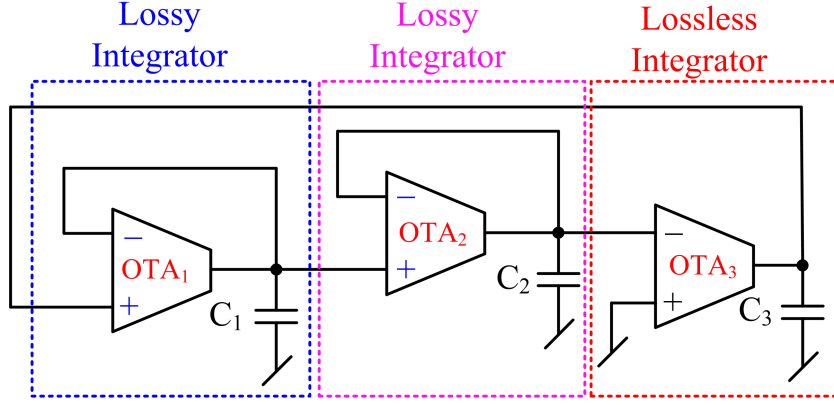 Lossy
Integrator
Lossy
Integrator
Lossless
Integrator
−
OTA₁
+
C₁
−
OTA₂
+
C₂
−
OTA₃
+
C₃